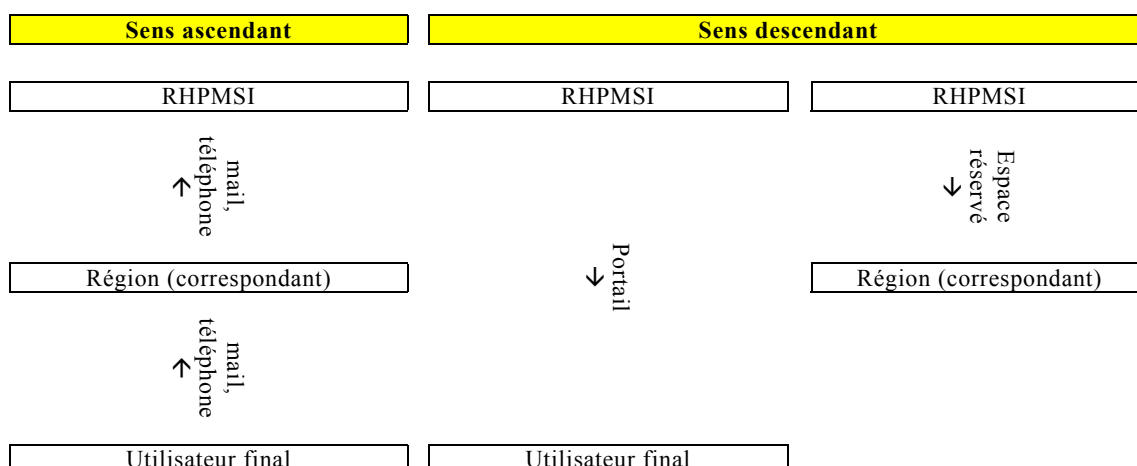 Sens ascendant
Sens descendant
RHPMSI
RHPMSI
RHPMSI
mail,
téléphone
→
Espace
réservé
→
Portail
→
Région (correspondant)
Région (correspondant)
mail,
téléphone
→
Utilisateur final
Utilisateur final